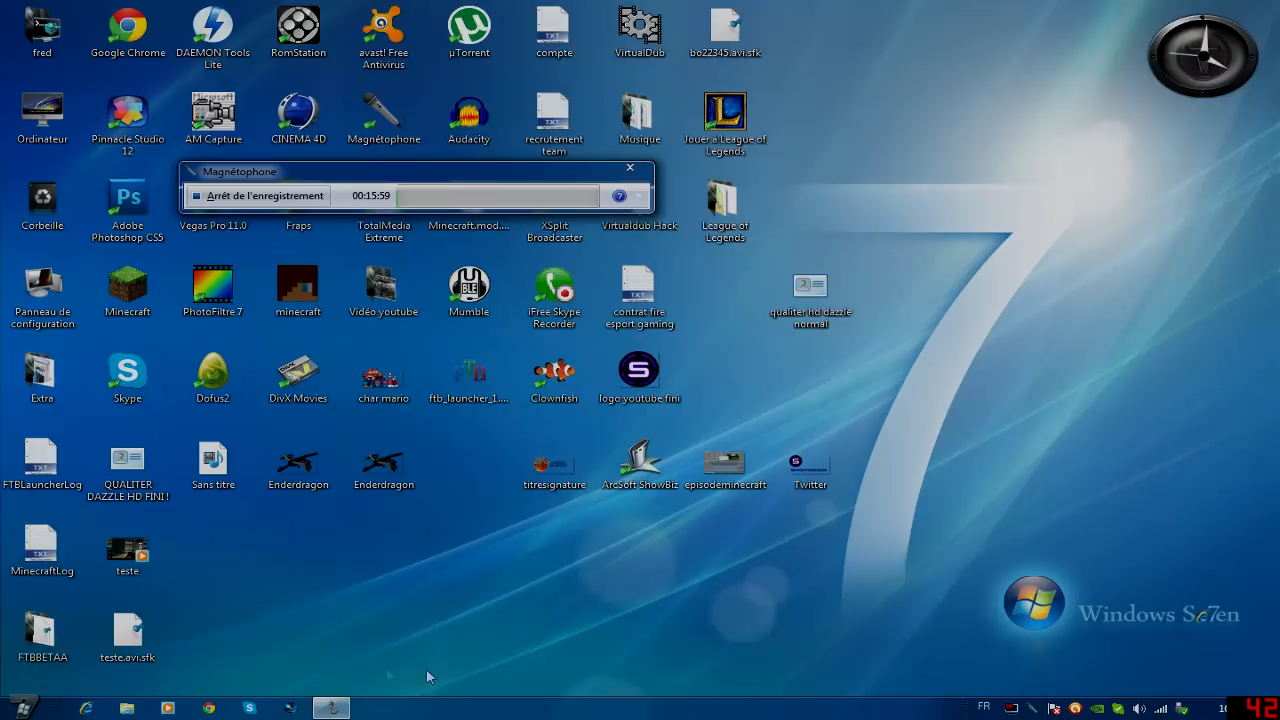 fred
Google Chrome
DAEMON Tools
Lite
RomStation
avast! Free
Antivirus
µTorrent
compte
VirtualDub
bo22345.avi.sfk
Ordinateur
Pinnacle Studio
12
AM Capture
CINEMA 4D
Magnétophone
Audacity
recrutement
team
Musique
Jouer à League of
Legends
Magnétophone
Arrêt de l'enregistrement
00:15:59
Corbeille
Adobe
Photoshop CS5
Vegas Pro 11.0
Fraps
TotalMedia
Extreme
Minecraft.mod....
XSplit
Broadcaster
Virtualdub Hack
League of
Legends
Panneau de
configuration
Minecraft
PhotoFiltre 7
minecraft
Vidéo youtube
Mumble
iFree Skype
Recorder
contrat fire
esport gaming
qualiter hd dazzle
normal
Extra
Skype
Dofus2
DivX Movies
char mario
ftb_launcher_1....
Clownfish
logo youtube fini
FTBLauncherLog
QUALITER
DAZZLE HD FINI !
Sans titre
Enderdragon
Enderdragon
titresignature
ArcSoft ShowBiz
episodeminecraft
Twitter
MinecraftLog
teste
FTBBETAA
teste.avi.sfk
Windows Se7en
FR
42